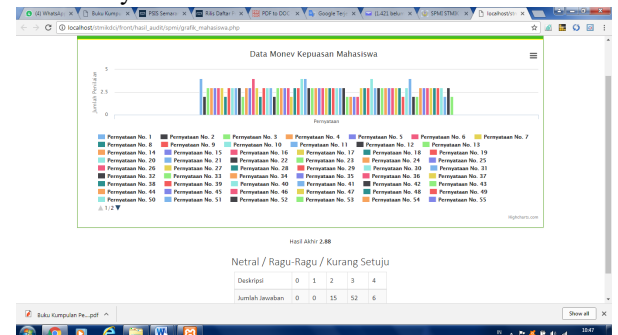 (4) WhatsApp
Buku Kumpu
PSIS Semara
Rilis Daftar
PDF to DOC
Google Terj
(1.421 belum
SPMI STMIK
localhost/st
localhost/stmikdci/front/hasil_audit/spmi/grafik_mahasiswa.php
Data Monev Kepuasan Mahasiswa
Jumlah Penilaian
5
2.5
0
Pernyataan
Pernyataan No. 1 Pernyataan No. 2 Pernyataan No. 3 Pernyataan No. 4 Pernyataan No. 5 Pernyataan No. 6 Pernyataan No. 7
Pernyataan No. 8 Pernyataan No. 9 Pernyataan No. 10 Pernyataan No. 11 Pernyataan No. 12 Pernyataan No. 13
Pernyataan No. 14 Pernyataan No. 15 Pernyataan No. 16 Pernyataan No. 17 Pernyataan No. 18 Pernyataan No. 19
Pernyataan No. 20 Pernyataan No. 21 Pernyataan No. 22 Pernyataan No. 23 Pernyataan No. 24 Pernyataan No. 25
Pernyataan No. 26 Pernyataan No. 27 Pernyataan No. 28 Pernyataan No. 29 Pernyataan No. 30 Pernyataan No. 31
Pernyataan No. 32 Pernyataan No. 33 Pernyataan No. 34 Pernyataan No. 35 Pernyataan No. 36 Pernyataan No. 37
Pernyataan No. 38 Pernyataan No. 39 Pernyataan No. 40 Pernyataan No. 41 Pernyataan No. 42 Pernyataan No. 43
Pernyataan No. 44 Pernyataan No. 45 Pernyataan No. 46 Pernyataan No. 47 Pernyataan No. 48 Pernyataan No. 49
Pernyataan No. 50 Pernyataan No. 51 Pernyataan No. 52 Pernyataan No. 53 Pernyataan No. 54 Pernyataan No. 55
1/2
Highcharts.com
Hasil Akhir 2.88
Netral / Ragu-Ragu / Kurang Setuju
Deskripsi 0 1 2 3 4
Jumlah Jawaban 0 0 15 52 6
Buku Kumpulan Pe....pdf
Show all
IN
10:47